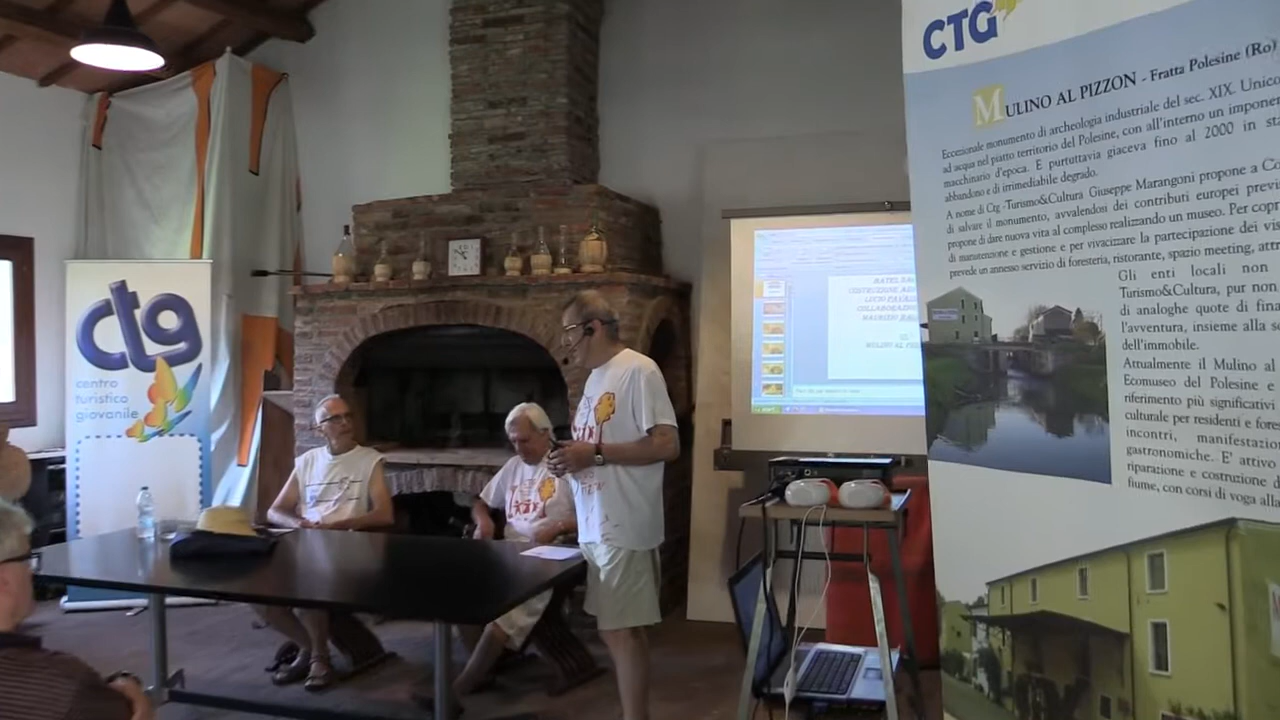 ctg
centro
turistico
giovanile
CTG
MULINO AL PIZZON - Fratta Polesine (Ro)
Eccezionale monumento di archeologia industriale del sec. XIX. Unico
ad acqua nel piatto territorio del Polesine, con all'interno un imponen
macchinario d'epoca. E purtuttavia giaceva fino al 2000 in sta
abbandono e di irrimediabile degrado.
A nome di Ctg -Turismo&Cultura Giuseppe Marangoni propone a Co
di salvare il monumento, avvalendosi dei contributi europei previ
propone di dare nuova vita al complesso realizzando un museo. Per copr
di manutenzione e gestione e per vivacizzare la partecipazione dei vis
prevede un annesso servizio di foresteria, ristorante, spazio meeting, attr
Gli enti locali non
Turismo&Cultura, pur non
di analoghe quote di fina
l'avventura, insieme alla s
dell'immobile.
Attualmente il Mulino al
Ecomuseo del Polesine e
riferimento più significativi
culturale per residenti e fores
incontri, manifestazio
gastronomiche. E' attivo
riparazione e costruzione d
fiume, con corsi di voga alla